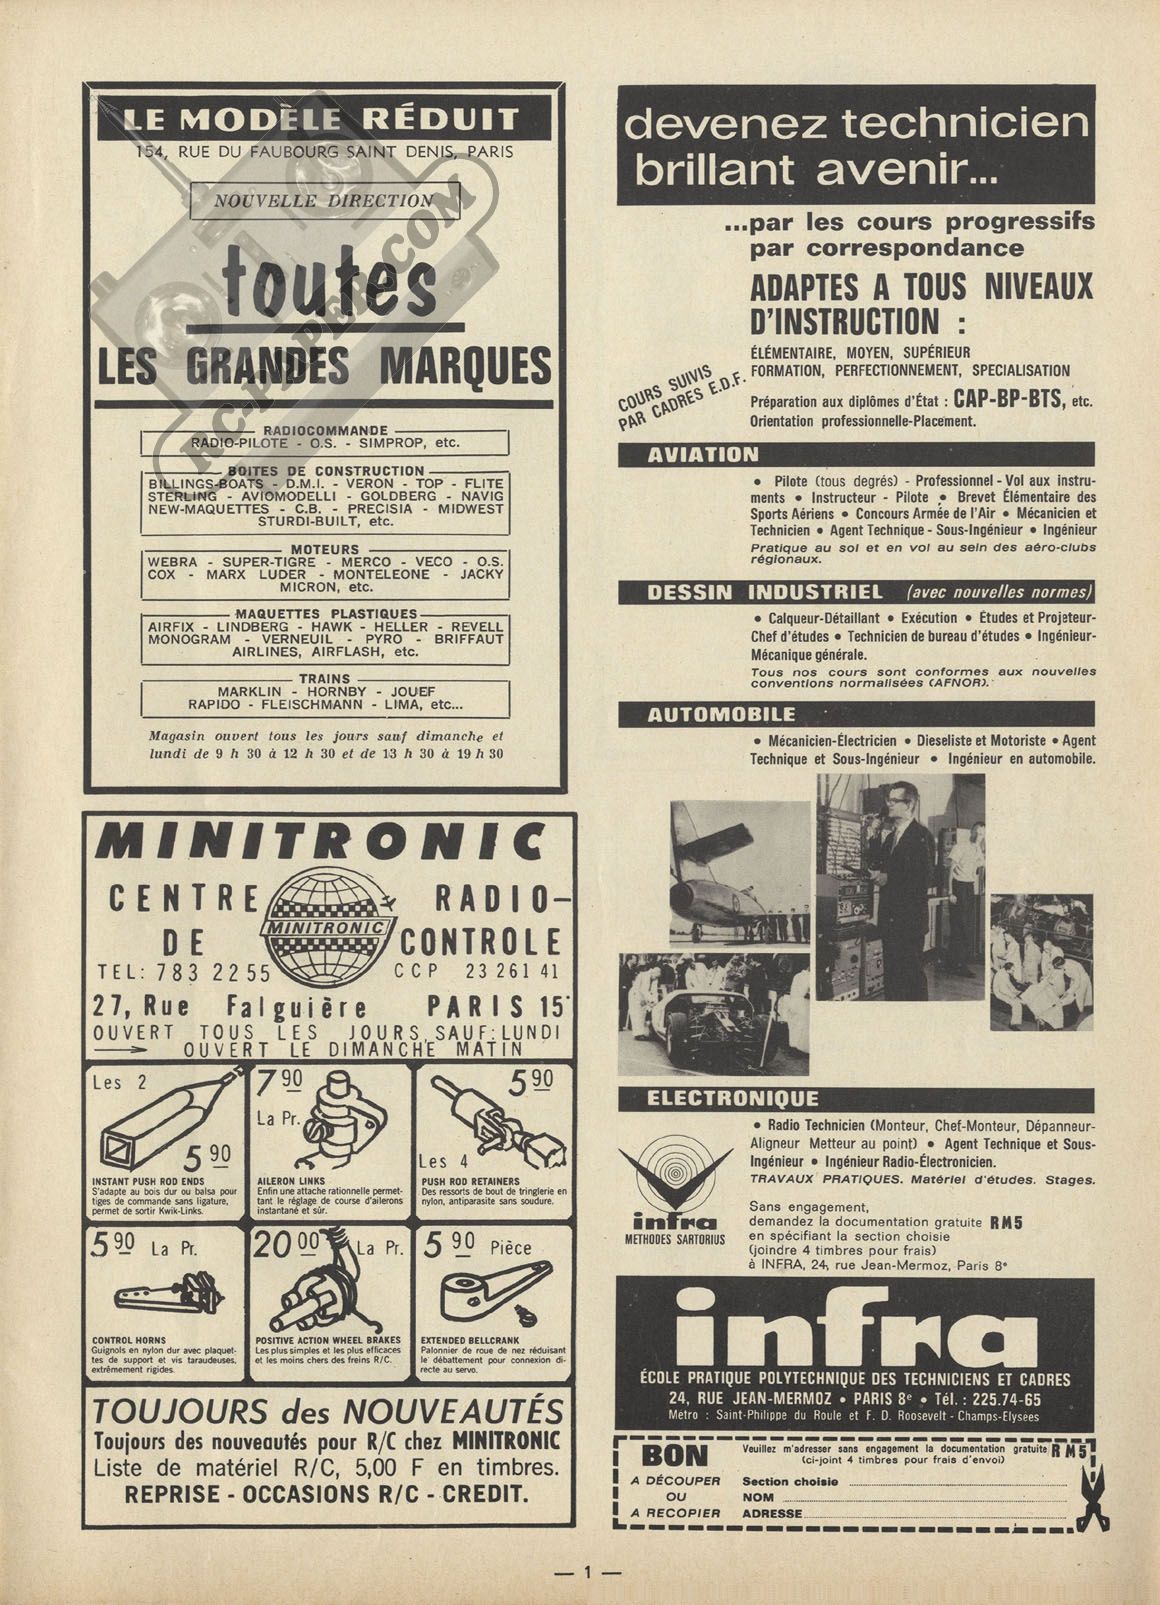 LE MODÈLE RÉDUIT
154, RUE DU FAUBOURG SAINT DENIS, PARIS
NOUVELLE DIRECTION
toutes
LES GRANDES MARQUES
RADIOCOMMANDE
RADIO-PILOTE - O.S. - SIMPROP, etc.
BOITES DE CONSTRUCTION
BILLINGS-BOATS - D.M.I. - VERON - TOP - FLITE
STERLING - AVIOMODELLI - GOLDBERG - NAVIG
NEW-MAQUETTES - C.B. - PRECISIA - MIDWEST
STURDI-BUILT, etc.
MOTEURS
WEBRA - SUPER-TIGRE - MERCO - VECO - O.S.
COX - MARX LUDER - MONTELEONE - JACKY
MICRON, etc.
MAQUETTES PLASTIQUES
AIRFIX - LINDBERG - HAWK - HELLER - REVELL
MONOGRAM - VERNEUIL - PYRO - BRIFFAUT
AIRLINES, AIRFLASH, etc.
TRAINS
MARKLIN - HORNBY - JOUEF
RAPIDO - FLEISCHMANN - LIMA, etc...
Magasin ouvert tous les jours sauf dimanche et
lundi de 9 h 30 à 12 h 30 et de 13 h 30 à 19 h 30
RC-PAPER.COM
MINITRONIC
CENTRE RADIO-
DE CONTROLE
MINITRONIC
TEL: 783 22 55 CCP 23 261 41
27, Rue Falguière PARIS 15e
OUVERT TOUS LES JOURS, SAUF: LUNDI
OUVERT LE DIMANCHE MATIN
Les 2
5 90
INSTANT PUSH ROD ENDS
S'adapte au bois dur ou balsa pour
tiges de commande sans ligature,
permet de sortir Kwik-Links.
7 90
La Pr.
AILERON LINKS
Enfin une attache rationnelle permet-
tant le réglage de course d'ailerons
instantané et sûr.
5 90
Les 4
PUSH ROD RETAINERS
Des ressorts de bout de tringlerie en
nylon, antiparasite sans soudure.
5 90 La Pr.
CONTROL HORNS
Guignols en nylon dur avec plaquet-
tes de support et vis taraudeuses,
extrêmement rigides.
20 00 La Pr.
POSITIVE ACTION WHEEL BRAKES
Les plus simples et les plus efficaces
et les moins chers des freins R/C.
5 90 Pièce
EXTENDED BELLCRANK
Palonnier de roue de nez réduisant
le débattement pour connexion di-
recte au servo.
TOUJOURS des NOUVEAUTÉS
Toujours des nouveautés pour R/C chez MINITRONIC
Liste de matériel R/C, 5,00 F en timbres.
REPRISE - OCCASIONS R/C - CREDIT.
devenez technicien
brillant avenir...
...par les cours progressifs
par correspondance
ADAPTES A TOUS NIVEAUX
D'INSTRUCTION :
ÉLÉMENTAIRE, MOYEN, SUPÉRIEUR
FORMATION, PERFECTIONNEMENT, SPECIALISATION
COURS SUIVIS
PAR CADRES E.D.F.
Préparation aux diplômes d'État : CAP-BP-BTS, etc.
Orientation professionnelle-Placement.
AVIATION
• Pilote (tous degrés) - Professionnel - Vol aux instru-
ments • Instructeur - Pilote • Brevet Élémentaire des
Sports Aériens • Concours Armée de l'Air • Mécanicien et
Technicien • Agent Technique - Sous-Ingénieur • Ingénieur
Pratique au sol et en vol au sein des aéro-clubs
régionaux.
DESSIN INDUSTRIEL (avec nouvelles normes)
• Calqueur-Détaillant • Exécution • Études et Projeteur-
Chef d'études • Technicien de bureau d'études • Ingénieur-
Mécanique générale.
Tous nos cours sont conformes aux nouvelles
conventions normalisées (AFNOR).
AUTOMOBILE
• Mécanicien-Électricien • Dieseliste et Motoriste • Agent
Technique et Sous-Ingénieur • Ingénieur en automobile.
ELECTRONIQUE
• Radio Technicien (Monteur, Chef-Monteur, Dépanneur-
Aligneur Metteur au point) • Agent Technique et Sous-
Ingénieur • Ingénieur Radio-Électronicien.
TRAVAUX PRATIQUES. Matériel d'études. Stages.
infra
METHODES SARTORIUS
Sans engagement,
demandez la documentation gratuite RM5
en spécifiant la section choisie
(joindre 4 timbres pour frais)
à INFRA, 24, rue Jean-Mermoz, Paris 8e
infra
ÉCOLE PRATIQUE POLYTECHNIQUE DES TECHNICIENS ET CADRES
24, RUE JEAN-MERMOZ • PARIS 8e • Tél. : 225.74-65
Métro : Saint-Philippe du Roule et F. D. Roosevelt - Champs-Elysees
BON
A DÉCOUPER
OU
A RECOPIER
Veuillez m'adresser sans engagement la documentation gratuite RM5
(ci-joint 4 timbres pour frais d'envoi)
Section choisie
NOM
ADRESSE
— 1 —